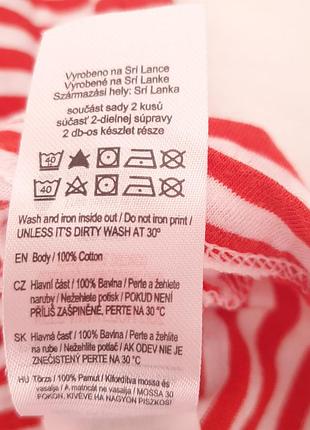 Vyrobeno na Srí Lance
Vyrobené na Srí Lanke
Származási hely: Srí Lanka
součást sady 2 kusů
súčasť 2-dielnej súpravy
2 db-os készlet része
40
40
Wash and iron inside out / Do not iron print /
UNLESS IT'S DIRTY WASH AT 30º
EN Body / 100% Cotton
CZ Hlavní část / 100% Bavlna / Perte a žehlete
naruby / Nežehlete potisk / POKUD NENÍ
PŘÍLIŠ ZAŠPINĚNÉ, PERTE NA 30 °C
SK Hlavná časť / 100% Bavlna / Perte a žehlite
na rube / Nežehlite potlač / AK ODEV NIE JE
ZNEČISTENÝ PERTE NA 30 °C
HU Törzs / 100% Pamut / Kifordítva mossa és
vasalja / A matricát ne vasalja / MOSSA 30
FOKON, KIVÉVE HA NAGYON PISZKOS!